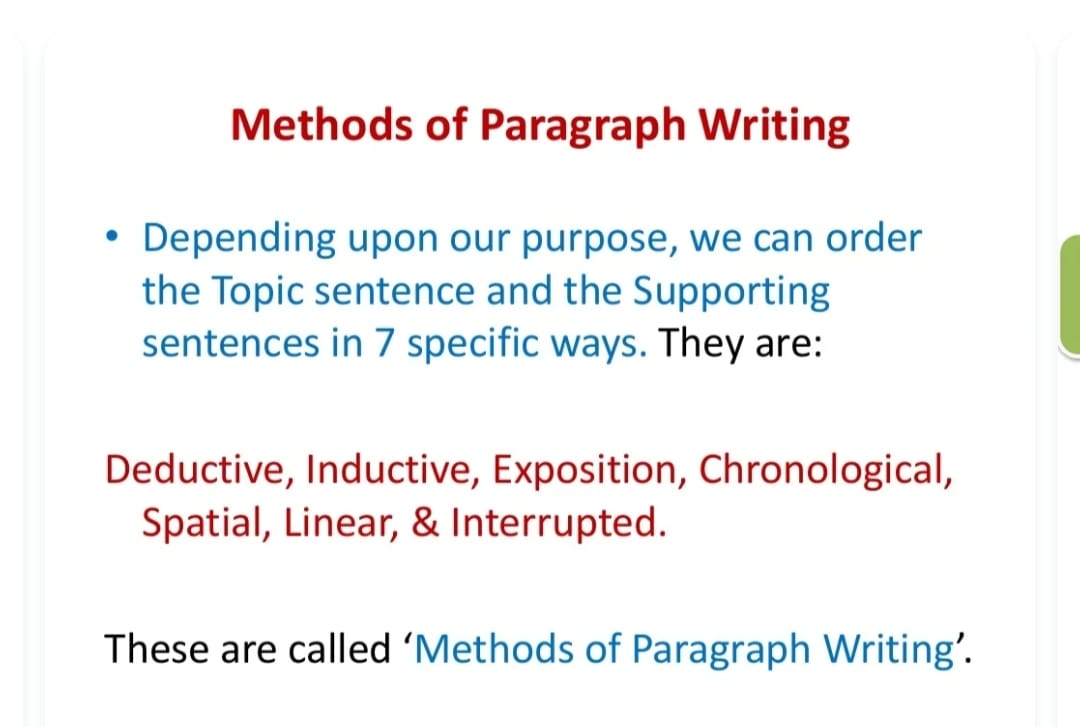 Methods of Paragraph Writing
• Depending upon our purpose, we can order
the Topic sentence and the Supporting
sentences in 7 specific ways. They are:
Deductive, Inductive, Exposition, Chronological,
Spatial, Linear, & Interrupted.
These are called ‘Methods of Paragraph Writing’.